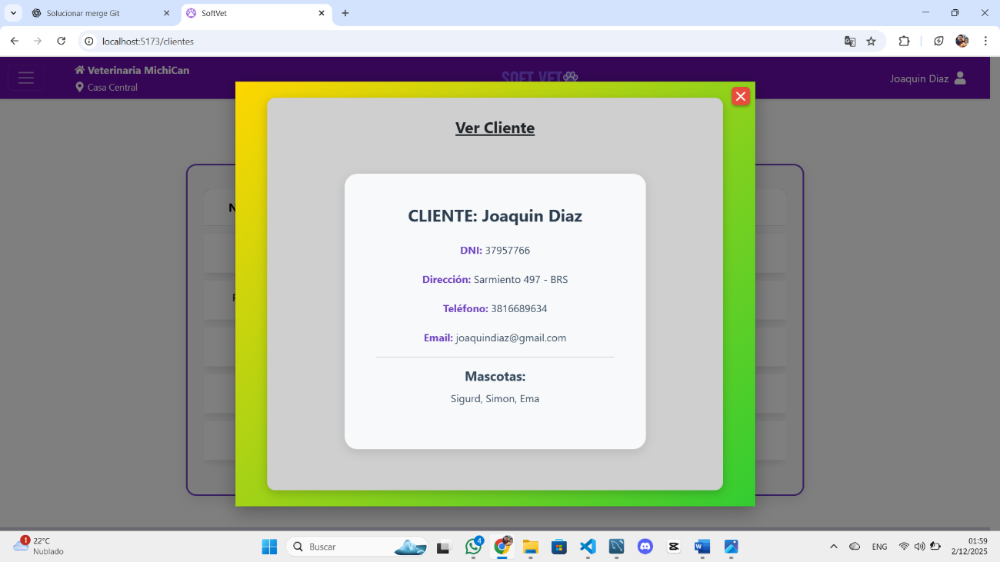 Solucionar merge Git
SoftVet
localhost:5173/clientes
Veterinaria MichiCan
Casa Central
SOFT VET
Joaquin Diaz
Ver Cliente
CLIENTE: Joaquin Diaz
DNI: 37957766
Dirección: Sarmiento 497 - BRS
Teléfono: 3816689634
Email: joaquindiaz@gmail.com
Mascotas:
Sigurd, Simon, Ema
1
22°C
Nublado
Buscar
4
ENG
01:59
2/12/2025